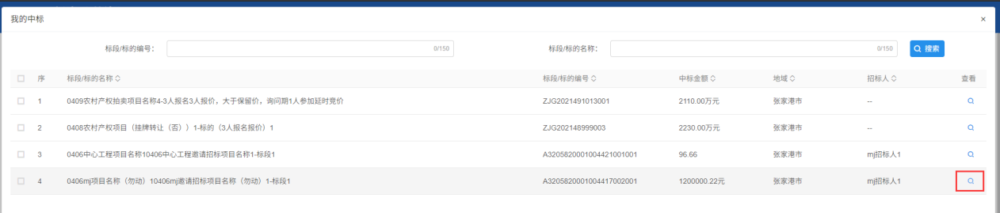 我的中标 ×
标段/标的编号： 0/150 标段/标的名称： 0/150 搜索
序 标段/标的名称 标段/标的编号 中标金额 地域 招标人 查看
1 0409农村产权拍卖项目名称4-3人报名3人报价，大于保留价，询问期1人参加延时竞价 ZJG2021491013001 2110.00万元 张家港市 --
2 0408农村产权项目（挂牌转让（否））1-标的（3人报名报价）1 ZJG202148999003 2230.00万元 张家港市 --
3 0406中心工程项目名称10406中心工程邀请招标项目名称1-标段1 A3205820001004421001001 96.66 张家港市 mj招标人1
4 0406mj项目名称（勿动）10406mj邀请招标项目名称（勿动）1-标段1 A3205820001004417002001 1200000.22元 张家港市 mj招标人1